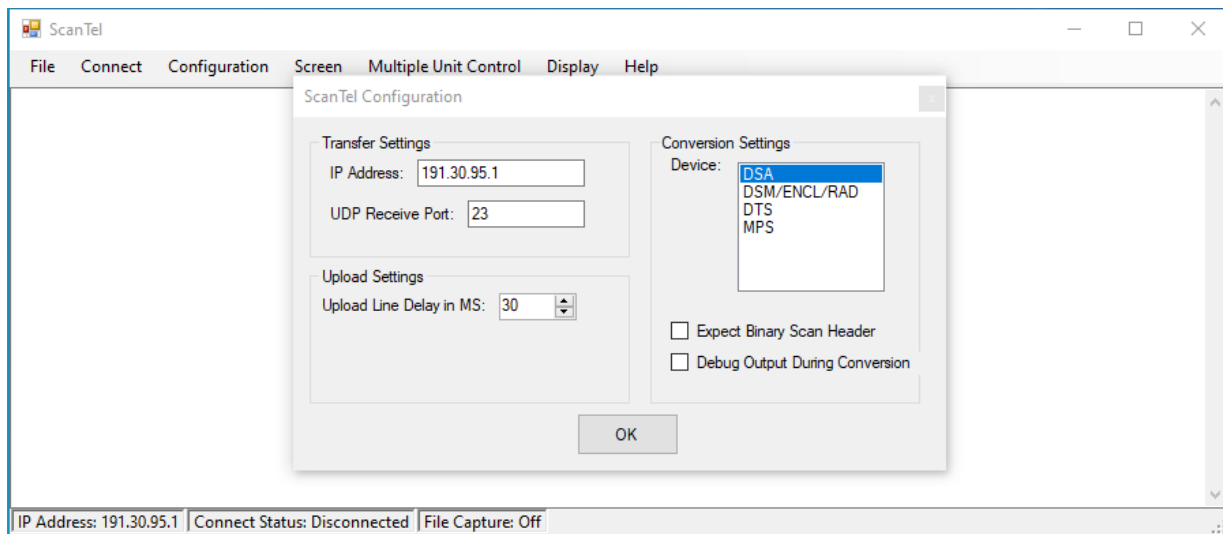 ScanTel
File Connect Configuration Screen Multiple Unit Control Display Help
ScanTel Configuration
Transfer Settings
IP Address: 191.30.95.1
UDP Receive Port: 23
Upload Settings
Upload Line Delay in MS: 30
Conversion Settings
Device:
DSA
DSM/ENCL/RAD
DTS
MPS
Expect Binary Scan Header
Debug Output During Conversion
OK
IP Address: 191.30.95.1 Connect Status: Disconnected File Capture: Off